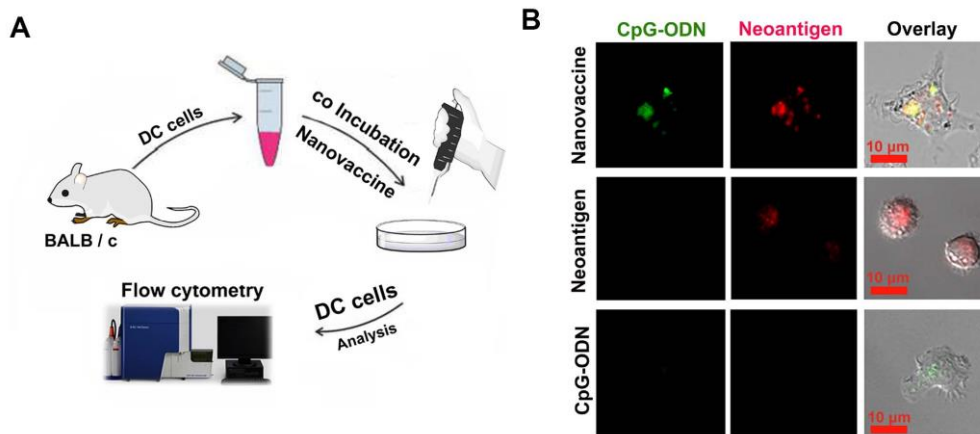 A
DC cells
co Incubation
Nanovaccine
BALB / c
Flow cytometry
DC cells
Analysis
B
CpG-ODN
Neoantigen
Overlay
Nanovaccine
10 µm
Neoantigen
10 µm
CpG-ODN
10 µm